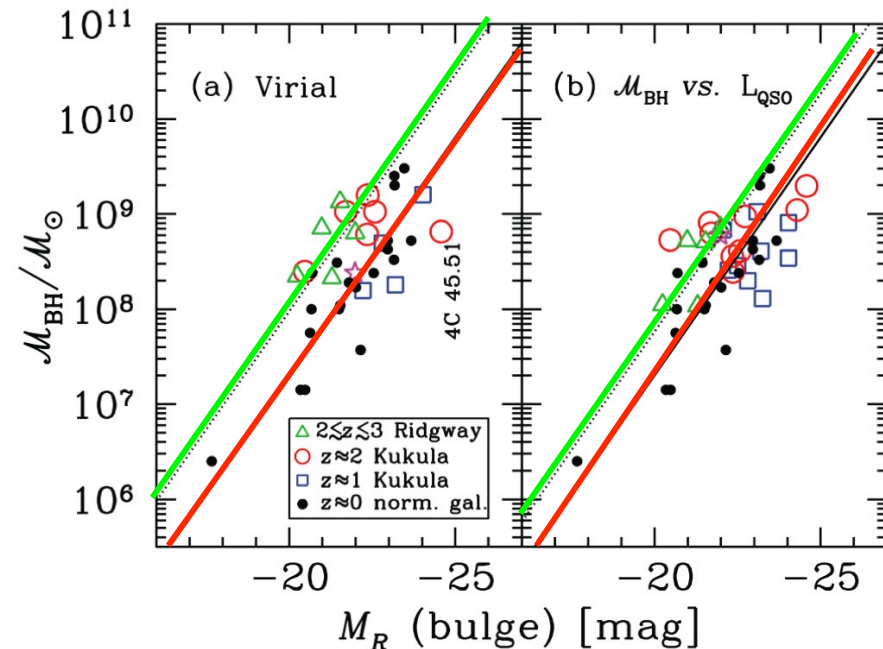 10¹¹
10¹⁰
10⁹
10⁸
10⁷
10⁶
ℳ_BH/ℳ_⊙
(a) Virial
(b) ℳ_BH vs. L_QSO
4C 45.51
2≲z≲3 Ridgway
z≈2 Kukula
z≈1 Kukula
z≈0 norm. gal.
−20 −25 −20 −25
M_R (bulge) [mag]